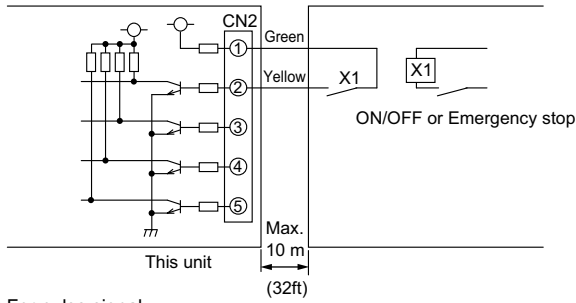 CN2
Green
1
Yellow
2
X1
X1
ON/OFF or Emergency stop
3
4
5
Max.
10 m
This unit
(32ft)